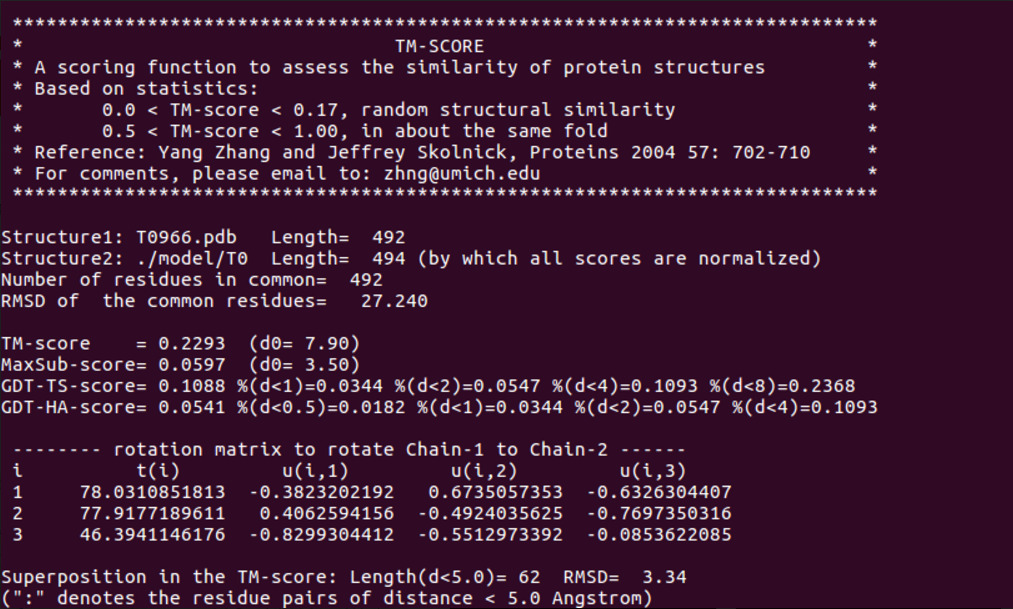 *****************************************************************************
* TM-SCORE *
* A scoring function to assess the similarity of protein structures *
* Based on statistics: *
* 0.0 < TM-score < 0.17, random structural similarity *
* 0.5 < TM-score < 1.00, in about the same fold *
* Reference: Yang Zhang and Jeffrey Skolnick, Proteins 2004 57: 702-710 *
* For comments, please email to: zhng@umich.edu *
*****************************************************************************
Structure1: T0966.pdb Length= 492
Structure2: ./model/T0 Length= 494 (by which all scores are normalized)
Number of residues in common= 492
RMSD of the common residues= 27.240
TM-score = 0.2293 (d0= 7.90)
MaxSub-score= 0.0597 (d0= 3.50)
GDT-TS-score= 0.1088 %(d<1)=0.0344 %(d<2)=0.0547 %(d<4)=0.1093 %(d<8)=0.2368
GDT-HA-score= 0.0541 %(d<0.5)=0.0182 %(d<1)=0.0344 %(d<2)=0.0547 %(d<4)=0.1093
-------- rotation matrix to rotate Chain-1 to Chain-2 ------
i t(i) u(i,1) u(i,2) u(i,3)
1 78.0310851813 -0.3823202192 0.6735057353 -0.6326304407
2 77.9177189611 0.4062594156 -0.4924035625 -0.7697350316
3 46.3941146176 -0.8299304412 -0.5512973392 -0.0853622085
Superposition in the TM-score: Length(d<5.0)= 62 RMSD= 3.34
(":" denotes the residue pairs of distance < 5.0 Angstrom)